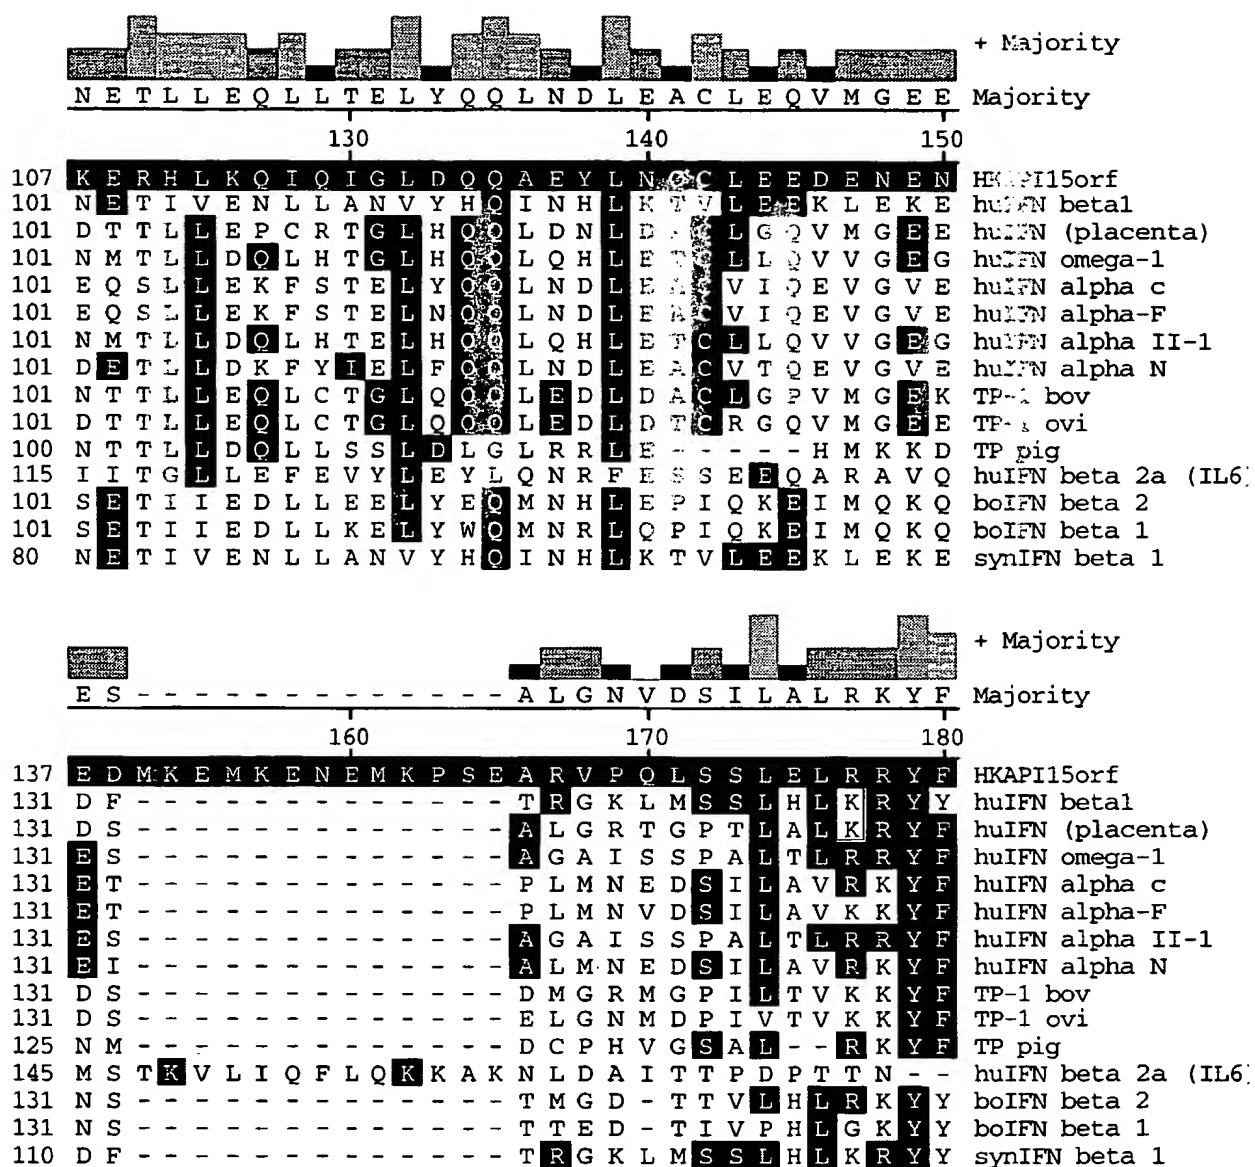 + Majority
N E T L L E Q L L T E L Y Q Q L N D L E A C L E Q V M G E E Majority
130 140 150
107 K E R H L K Q I Q I G L D Q Q A E Y L N Q C L E E D E N E N HKAPI15orf
101 N E T I V E N L L A N V Y H Q I N H L K T V L E E K L E K E huIFN beta1
101 D T T L L E P C R T G L H Q Q L D N L D A C L G Q V M G E E huIFN (placenta)
101 N M T L L D Q L H T G L H Q Q L Q H L E T C L L Q V V G E G huIFN omega-1
101 E Q S L L E K F S T E L Y Q Q L N D L E A C V I Q E V G V E huIFN alpha c
101 E Q S L L E K F S T E L N Q Q L N D L E A C V I Q E V G V E huIFN alpha-F
101 N M T L L D Q L H T E L H Q Q L Q H L E T C L L Q V V G E G huIFN alpha II-1
101 D E T L L D K F Y I E L F Q Q L N D L E A C V T Q E V G V E huIFN alpha N
101 N T T L L E Q L C T G L Q Q Q L E D L D A C L G P V M G E K TP-1 bov
101 D T T L L E Q L C T G L Q Q Q L E D L D T C R G Q V M G E E TP-1 ovi
100 N T T L L D Q L L S S L D L G L R R L E - - - - - H M K K D TP pig
115 I I T G L L E F E V Y L E Y L Q N R F E S S E E Q A R A V Q huIFN beta 2a (IL6)
101 S E T I I E D L L E E L Y E Q M N H L E P I Q K E I M Q K Q boIFN beta 2
101 S E T I I E D L L K E L Y W Q M N R L Q P I Q K E I M Q K Q boIFN beta 1
80 N E T I V E N L L A N V Y H Q I N H L K T V L E E K L E K E synIFN beta 1
+ Majority
E S - - - - - - - - - - - - - A L G N V D S I L A L R K Y F Majority
160 170 180
137 E D M K E M K E N E M K P S E A R V P Q L S S L E L R R Y F HKAPI15orf
131 D F - - - - - - - - - - - - - T R G K L M S S L H L K R Y Y huIFN beta1
131 D S - - - - - - - - - - - - - A L G R T G P T L A L K R Y F huIFN (placenta)
131 E S - - - - - - - - - - - - - A G A I S S P A L T L R R Y F huIFN omega-1
131 E T - - - - - - - - - - - - - P L M N E D S I L A V R K Y F huIFN alpha c
131 E T - - - - - - - - - - - - - P L M N V D S I L A V K K Y F huIFN alpha-F
131 E S - - - - - - - - - - - - - A G A I S S P A L T L R R Y F huIFN alpha II-1
131 E I - - - - - - - - - - - - - A L M N E D S I L A V R K Y F huIFN alpha N
131 D S - - - - - - - - - - - - - D M G R M G P I L T V K K Y F TP-1 bov
131 D S - - - - - - - - - - - - - E L G N M D P I V T V K K Y F TP-1 ovi
125 N M - - - - - - - - - - - - - D C P H V G S A L - - R K Y F TP pig
145 M S T K V L I Q F L Q K K A K N L D A I T T P D P T T N - - huIFN beta 2a (IL6)
131 N S - - - - - - - - - - - - - T M G D - T T V L H L R K Y Y boIFN beta 2
131 N S - - - - - - - - - - - - - T T E D - T I V P H L G K Y Y boIFN beta 1
110 D F - - - - - - - - - - - - - T R G K L M S S L H L K R Y Y synIFN beta 1